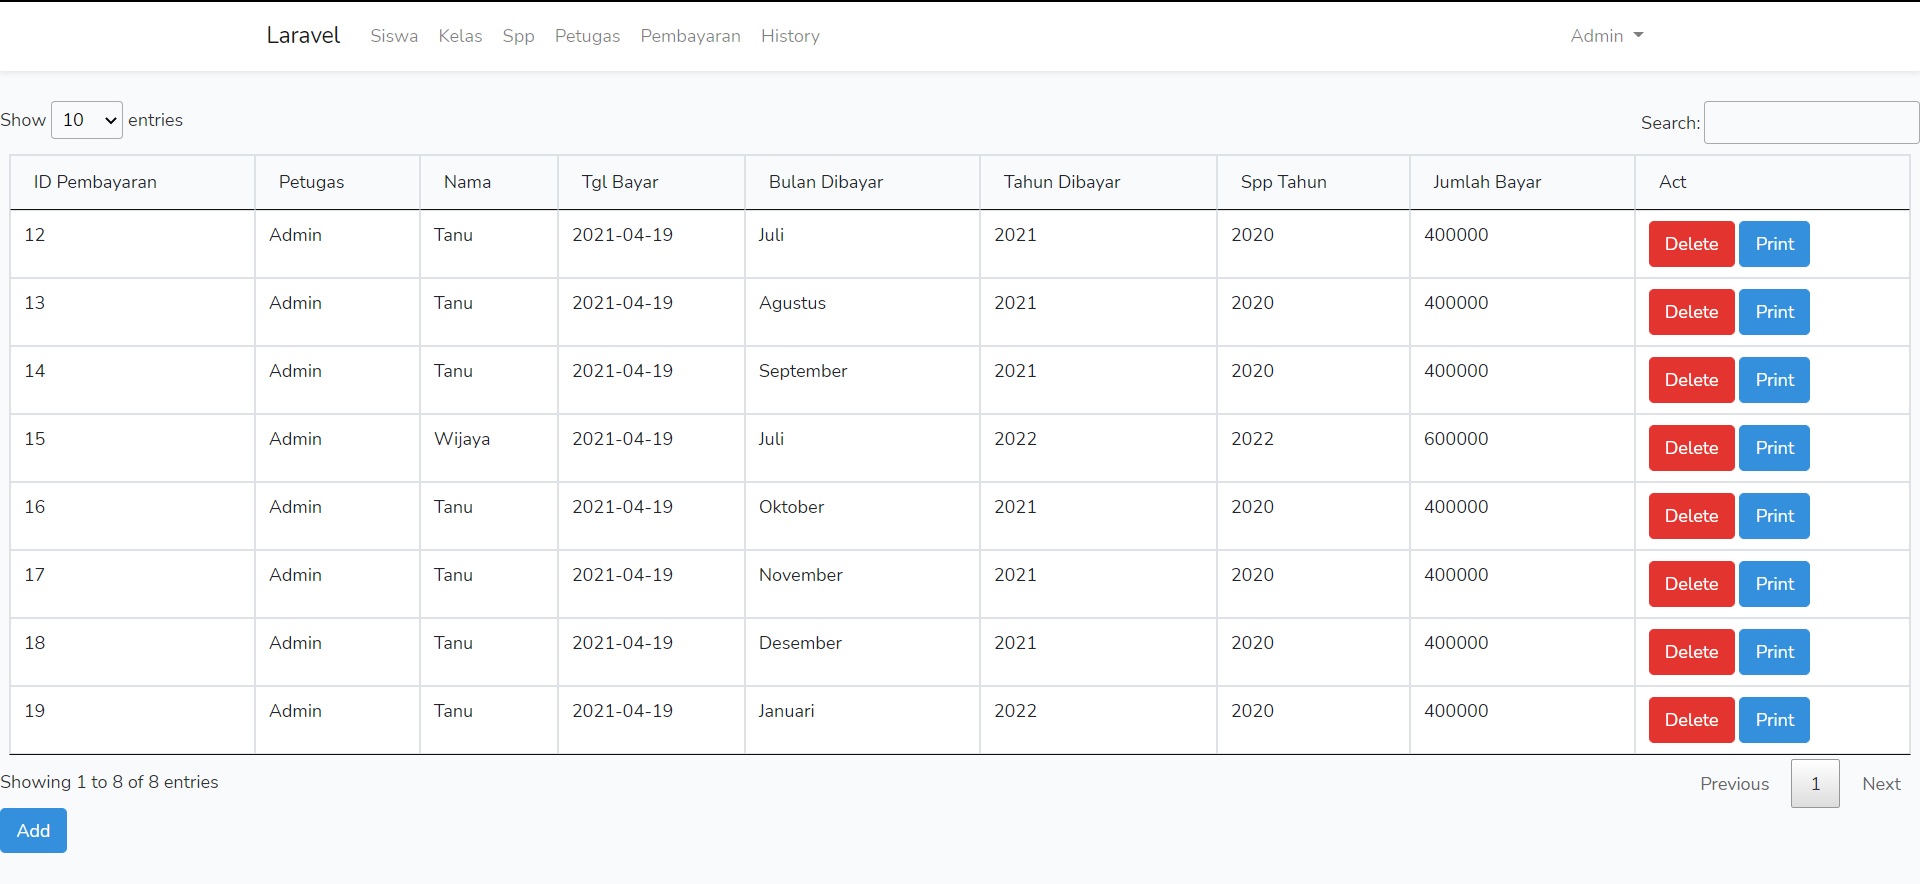 Laravel Siswa Kelas Spp Petugas Pembayaran History Admin
Show 10 entries Search:
ID Pembayaran Petugas Nama Tgl Bayar Bulan Dibayar Tahun Dibayar Spp Tahun Jumlah Bayar Act
12 Admin Tanu 2021-04-19 Juli 2021 2020 400000 Delete Print
13 Admin Tanu 2021-04-19 Agustus 2021 2020 400000 Delete Print
14 Admin Tanu 2021-04-19 September 2021 2020 400000 Delete Print
15 Admin Wijaya 2021-04-19 Juli 2022 2022 600000 Delete Print
16 Admin Tanu 2021-04-19 Oktober 2021 2020 400000 Delete Print
17 Admin Tanu 2021-04-19 November 2021 2020 400000 Delete Print
18 Admin Tanu 2021-04-19 Desember 2021 2020 400000 Delete Print
19 Admin Tanu 2021-04-19 Januari 2022 2020 400000 Delete Print
Showing 1 to 8 of 8 entries Previous 1 Next
Add